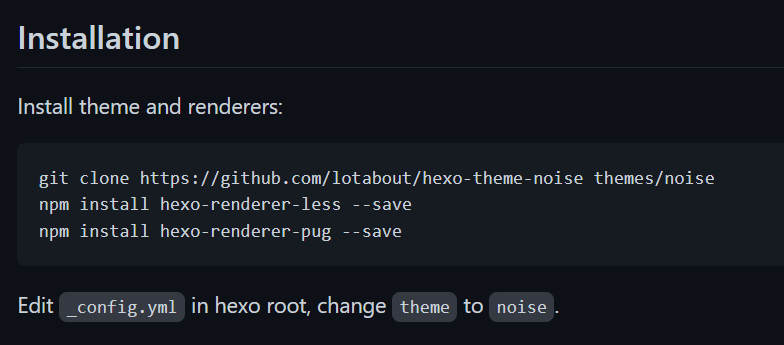 Installation
Install theme and renderers:
git clone https://github.com/lotabout/hexo-theme-noise themes/noise
npm install hexo-renderer-less --save
npm install hexo-renderer-pug --save
Edit _config.yml in hexo root, change theme to noise.